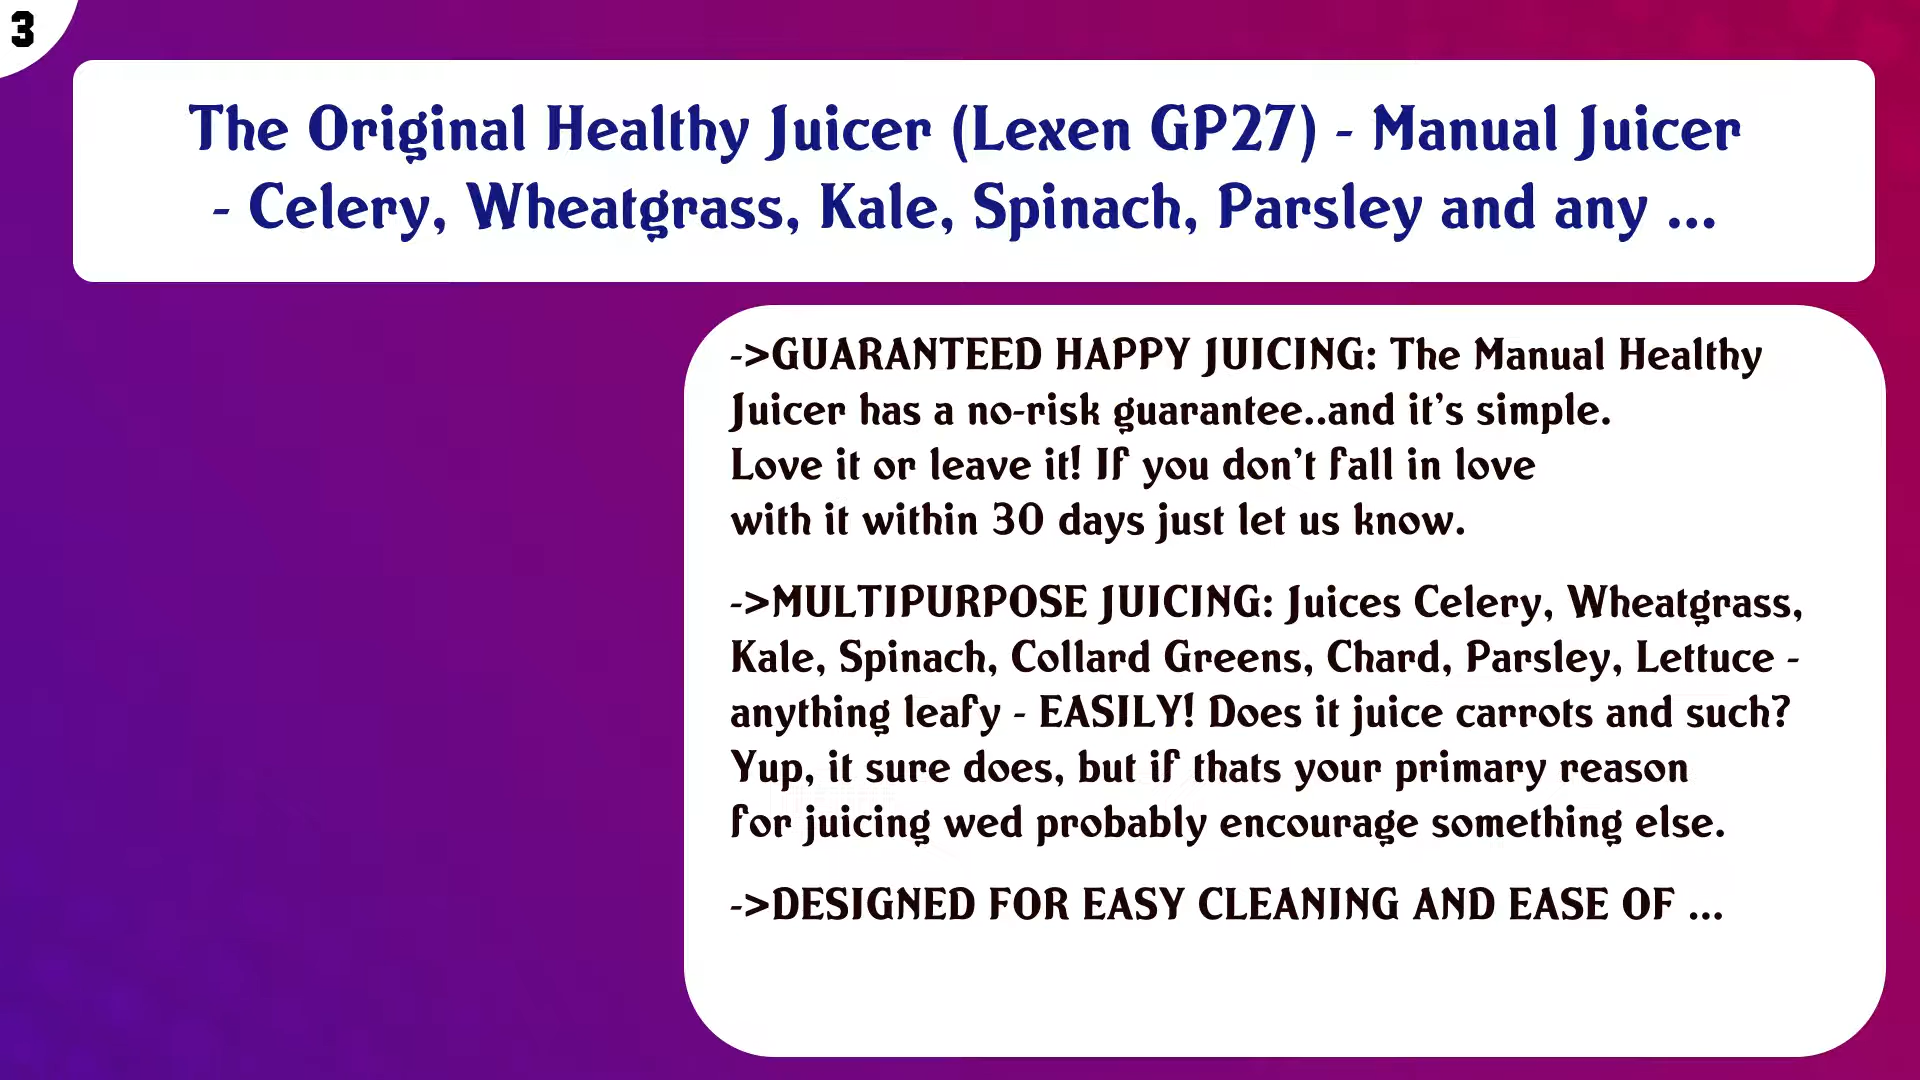 3
The Original Healthy Juicer (Lexen GP27) - Manual Juicer
- Celery, Wheatgrass, Kale, Spinach, Parsley and any ...
->GUARANTEED HAPPY JUICING: The Manual Healthy
Juicer has a no-risk guarantee..and it's simple.
Love it or leave it! If you don't fall in love
with it within 30 days just let us know.
->MULTIPURPOSE JUICING: Juices Celery, Wheatgrass,
Kale, Spinach, Collard Greens, Chard, Parsley, Lettuce -
anything leafy - EASILY! Does it juice carrots and such?
Yup, it sure does, but if thats your primary reason
for juicing wed probably encourage something else.
->DESIGNED FOR EASY CLEANING AND EASE OF ...